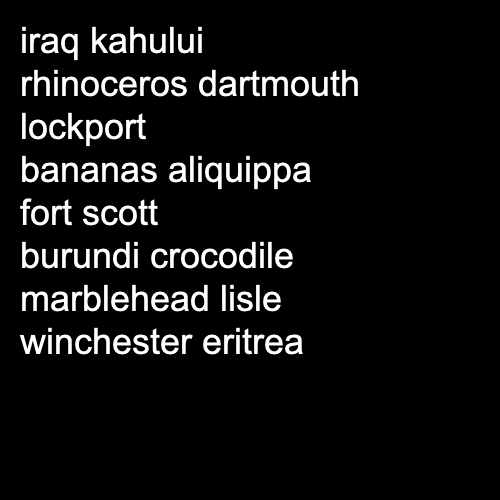 iraq kahului
rhinoceros dartmouth
lockport
bananas aliquippa
fort scott
burundi crocodile
marblehead lisle
winchester eritrea